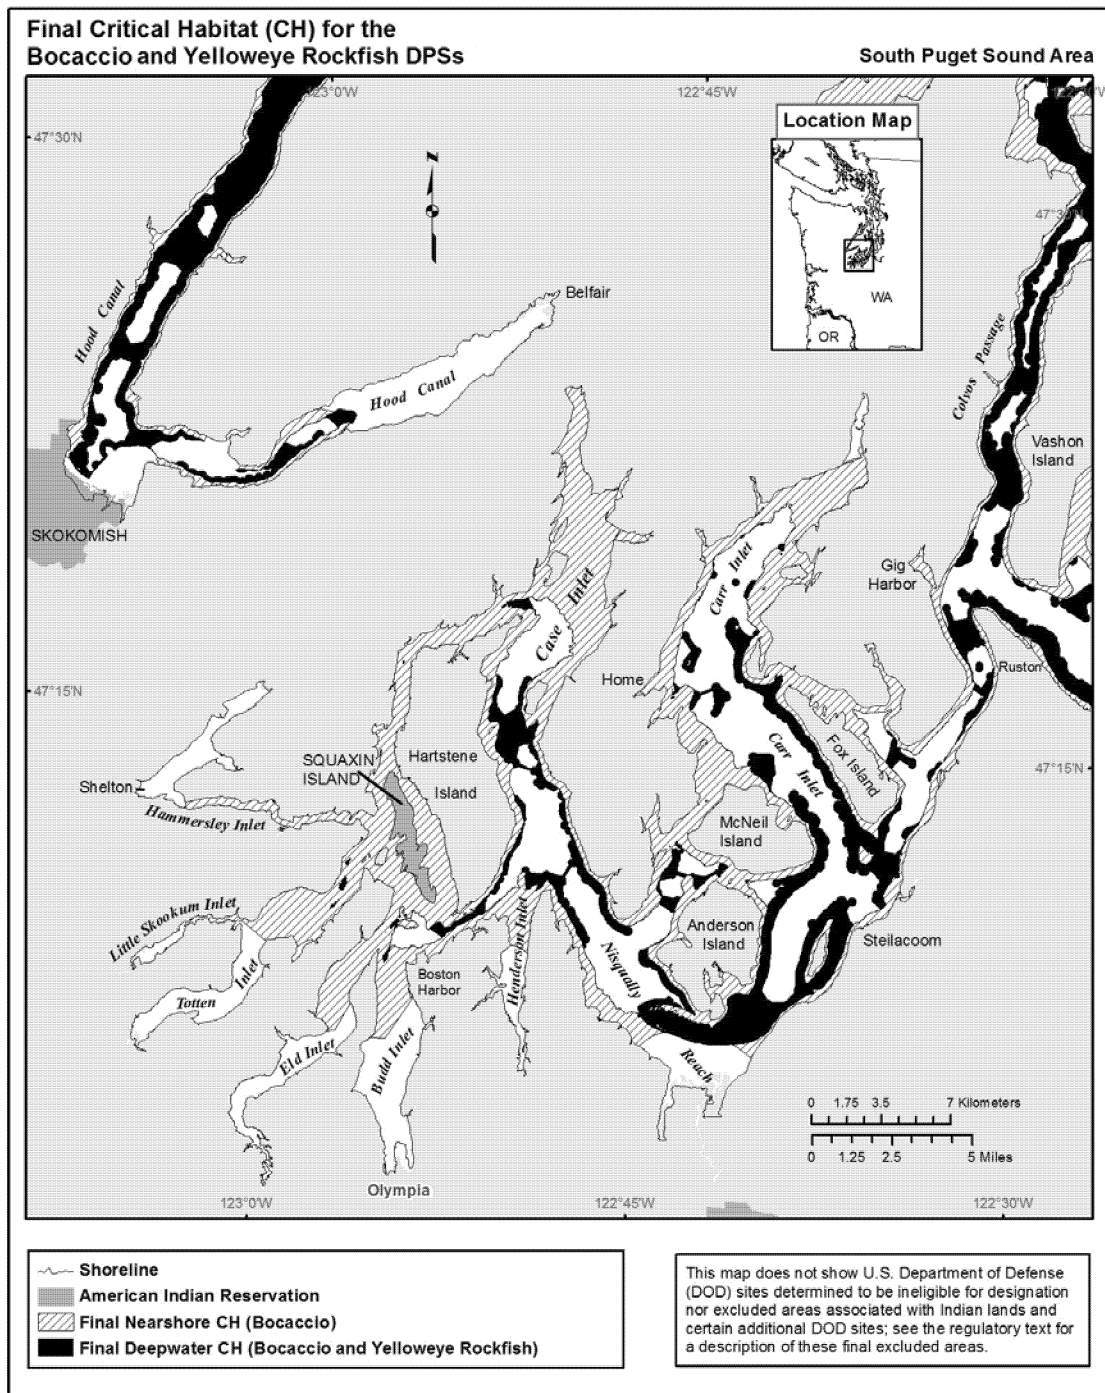 Final Critical Habitat (CH) for the
Bocaccio and Yelloweye Rockfish DPSs
South Puget Sound Area
123°0'W
122°45'W
47°30'N
N
Location Map
WA
OR
47°30'N
Hood Canal
Belfair
Hood Canal
Colvos Passage
Vashon
Island
SKOKOMISH
Gig
Harbor
Case Inlet
Carr Inlet
Home
Ruston
47°15'N
SQUAXIN
ISLAND
Hartstene
Island
Carr Inlet
Fox Island
47°15'N
Shelton
Hammersley Inlet
McNeil
Island
Little Skookum Inlet
Anderson
Island
Steilacoom
Totten Inlet
Boston
Harbor
Henderson Inlet
Nisqually Reach
Eld Inlet
Budd Inlet
0 1.75 3.5 7 Kilometers
0 1.25 2.5 5 Miles
Olympia
123°0'W
122°45'W
122°30'W
Shoreline
American Indian Reservation
Final Nearshore CH (Bocaccio)
Final Deepwater CH (Bocaccio and Yelloweye Rockfish)
This map does not show U.S. Department of Defense
(DOD) sites determined to be ineligible for designation
nor excluded areas associated with Indian lands and
certain additional DOD sites; see the regulatory text for
a description of these final excluded areas.